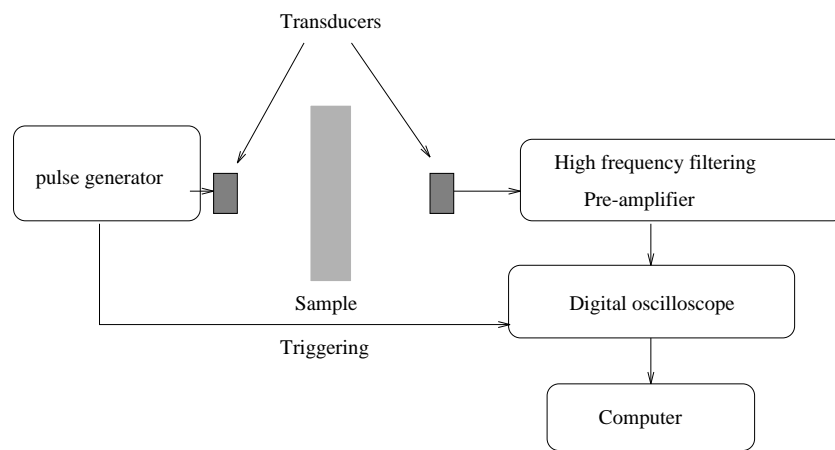 Transducers
pulse generator
High frequency filtering
Pre-amplifier
Sample
Digital oscilloscope
Triggering
Computer